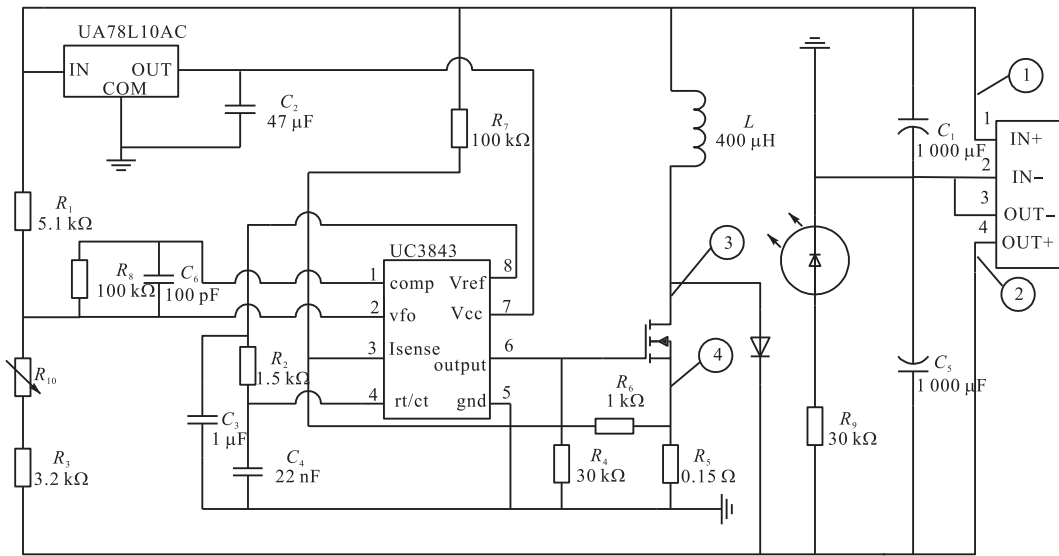 UA78L10AC
IN OUT
COM
C₂
47 μF
R₇
100 kΩ
L
400 μH
C₁
1 000 μF
①
1
IN+
2
IN−
3
OUT−
4
OUT+
②
R₁
5.1 kΩ
R₈
100 kΩ
C₆
100 pF
UC3843
1 comp
2 vfo
3 Isense
4 rt/ct
Vref 8
Vcc 7
output 6
gnd 5
③
④
R₁₀
R₂
1.5 kΩ
R₃
3.2 kΩ
C₃
1 μF
C₄
22 nF
R₆
1 kΩ
R₄
30 kΩ
R₅
0.15 Ω
R₉
30 kΩ
C₅
1 000 μF